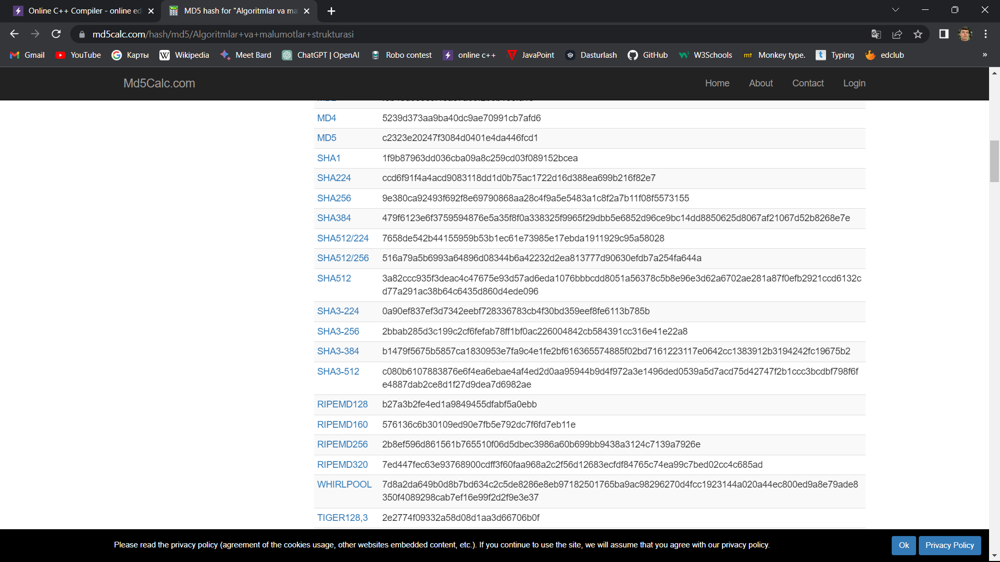 Online C++ Compiler - online ed
MD5 hash for "Algoritmlar va ma
md5calc.com/hash/md5/Algoritmlar+va+malumotlar+strukturasi
Gmail YouTube Карты Wikipedia Meet Bard ChatGPT | OpenAI Robo contest online c++ JavaPoint Dasturlash GitHub W3Schools Monkey type. Typing edclub »
Md5Calc.com Home About Contact Login
MD4 5239d373aa9ba40dc9ae70991cb7afd6
MD5 c2323e20247f3084d0401e4da446fcd1
SHA1 1f9b87963dd036cba09a8c259cd03f089152bcea
SHA224 ccd6f91f4a4acd9083118dd1d0b75ac1722d16d388ea699b216f82e7
SHA256 9e380ca92493f692f8e69790868aa28c4f9a5e5483a1c8f2a7b11f08f5573155
SHA384 479f6123e6f3759594876e5a35f8f0a338325f9965f29dbb5e6852d96ce9bc14dd8850625d8067af21067d52b8268e7e
SHA512/224 7658de542b44155959b53b1ec61e73985e17ebda1911929c95a58028
SHA512/256 516a79a5b6993a64896d08344b6a42232d2ea813777d90630efdb7a254fa644a
SHA512 3a82ccc935f3deac4c47675e93d57ad6eda1076bbbcdd8051a56378c5b8e96e3d62a6702ae281a87f0efb2921ccd6132c
d77a291ac38b64c6435d860d4ede096
SHA3-224 0a90ef837ef3d7342eebf728336783cb4f30bd359eef8fe6113b785b
SHA3-256 2bbab285d3c199c2cf6fefab78ff1bf0ac226004842cb584391cc316e41e22a8
SHA3-384 b1479f5675b5857ca1830953e7fa9c4e1fe2bf616365574885f02bd7161223117e0642cc1383912b3194242fc19675b2
SHA3-512 c080b6107883876e6f4ea6ebae4af4ed2d0aa95944b9d4f972a3e1496ded0539a5d7acd75d42747f2b1ccc3bcdbf798f6f
e4887dab2ce8d1f27d9dea7d6982ae
RIPEMD128 b27a3b2fe4ed1a9849455dfabf5a0ebb
RIPEMD160 576136c6b30109ed90e7fb5e792dc7f6fd7eb11e
RIPEMD256 2b8ef596d861561b765510f06d5dbec3986a60b699bb9438a3124c7139a7926e
RIPEMD320 7ed447fec63e93768900cdff3f60faa968a2c2f56d12683ecfdf84765c74ea99c7bed02cc4c685ad
WHIRLPOOL 7d8a2da649b0d8b7bd634c2c5de8286e8eb97182501765ba9ac98296270d4fcc1923144a020a44ec800ed9a8e79ade8
350f4089298cab7ef16e99f2d2f9e3e37
TIGER128,3 2e2774f09332a58d08d1aa3d66706b0f
Please read the privacy policy (agreement of the cookies usage, other websites embedded content, etc.). If you continue to use the site, we will assume that you agree with our privacy policy. Ok Privacy Policy